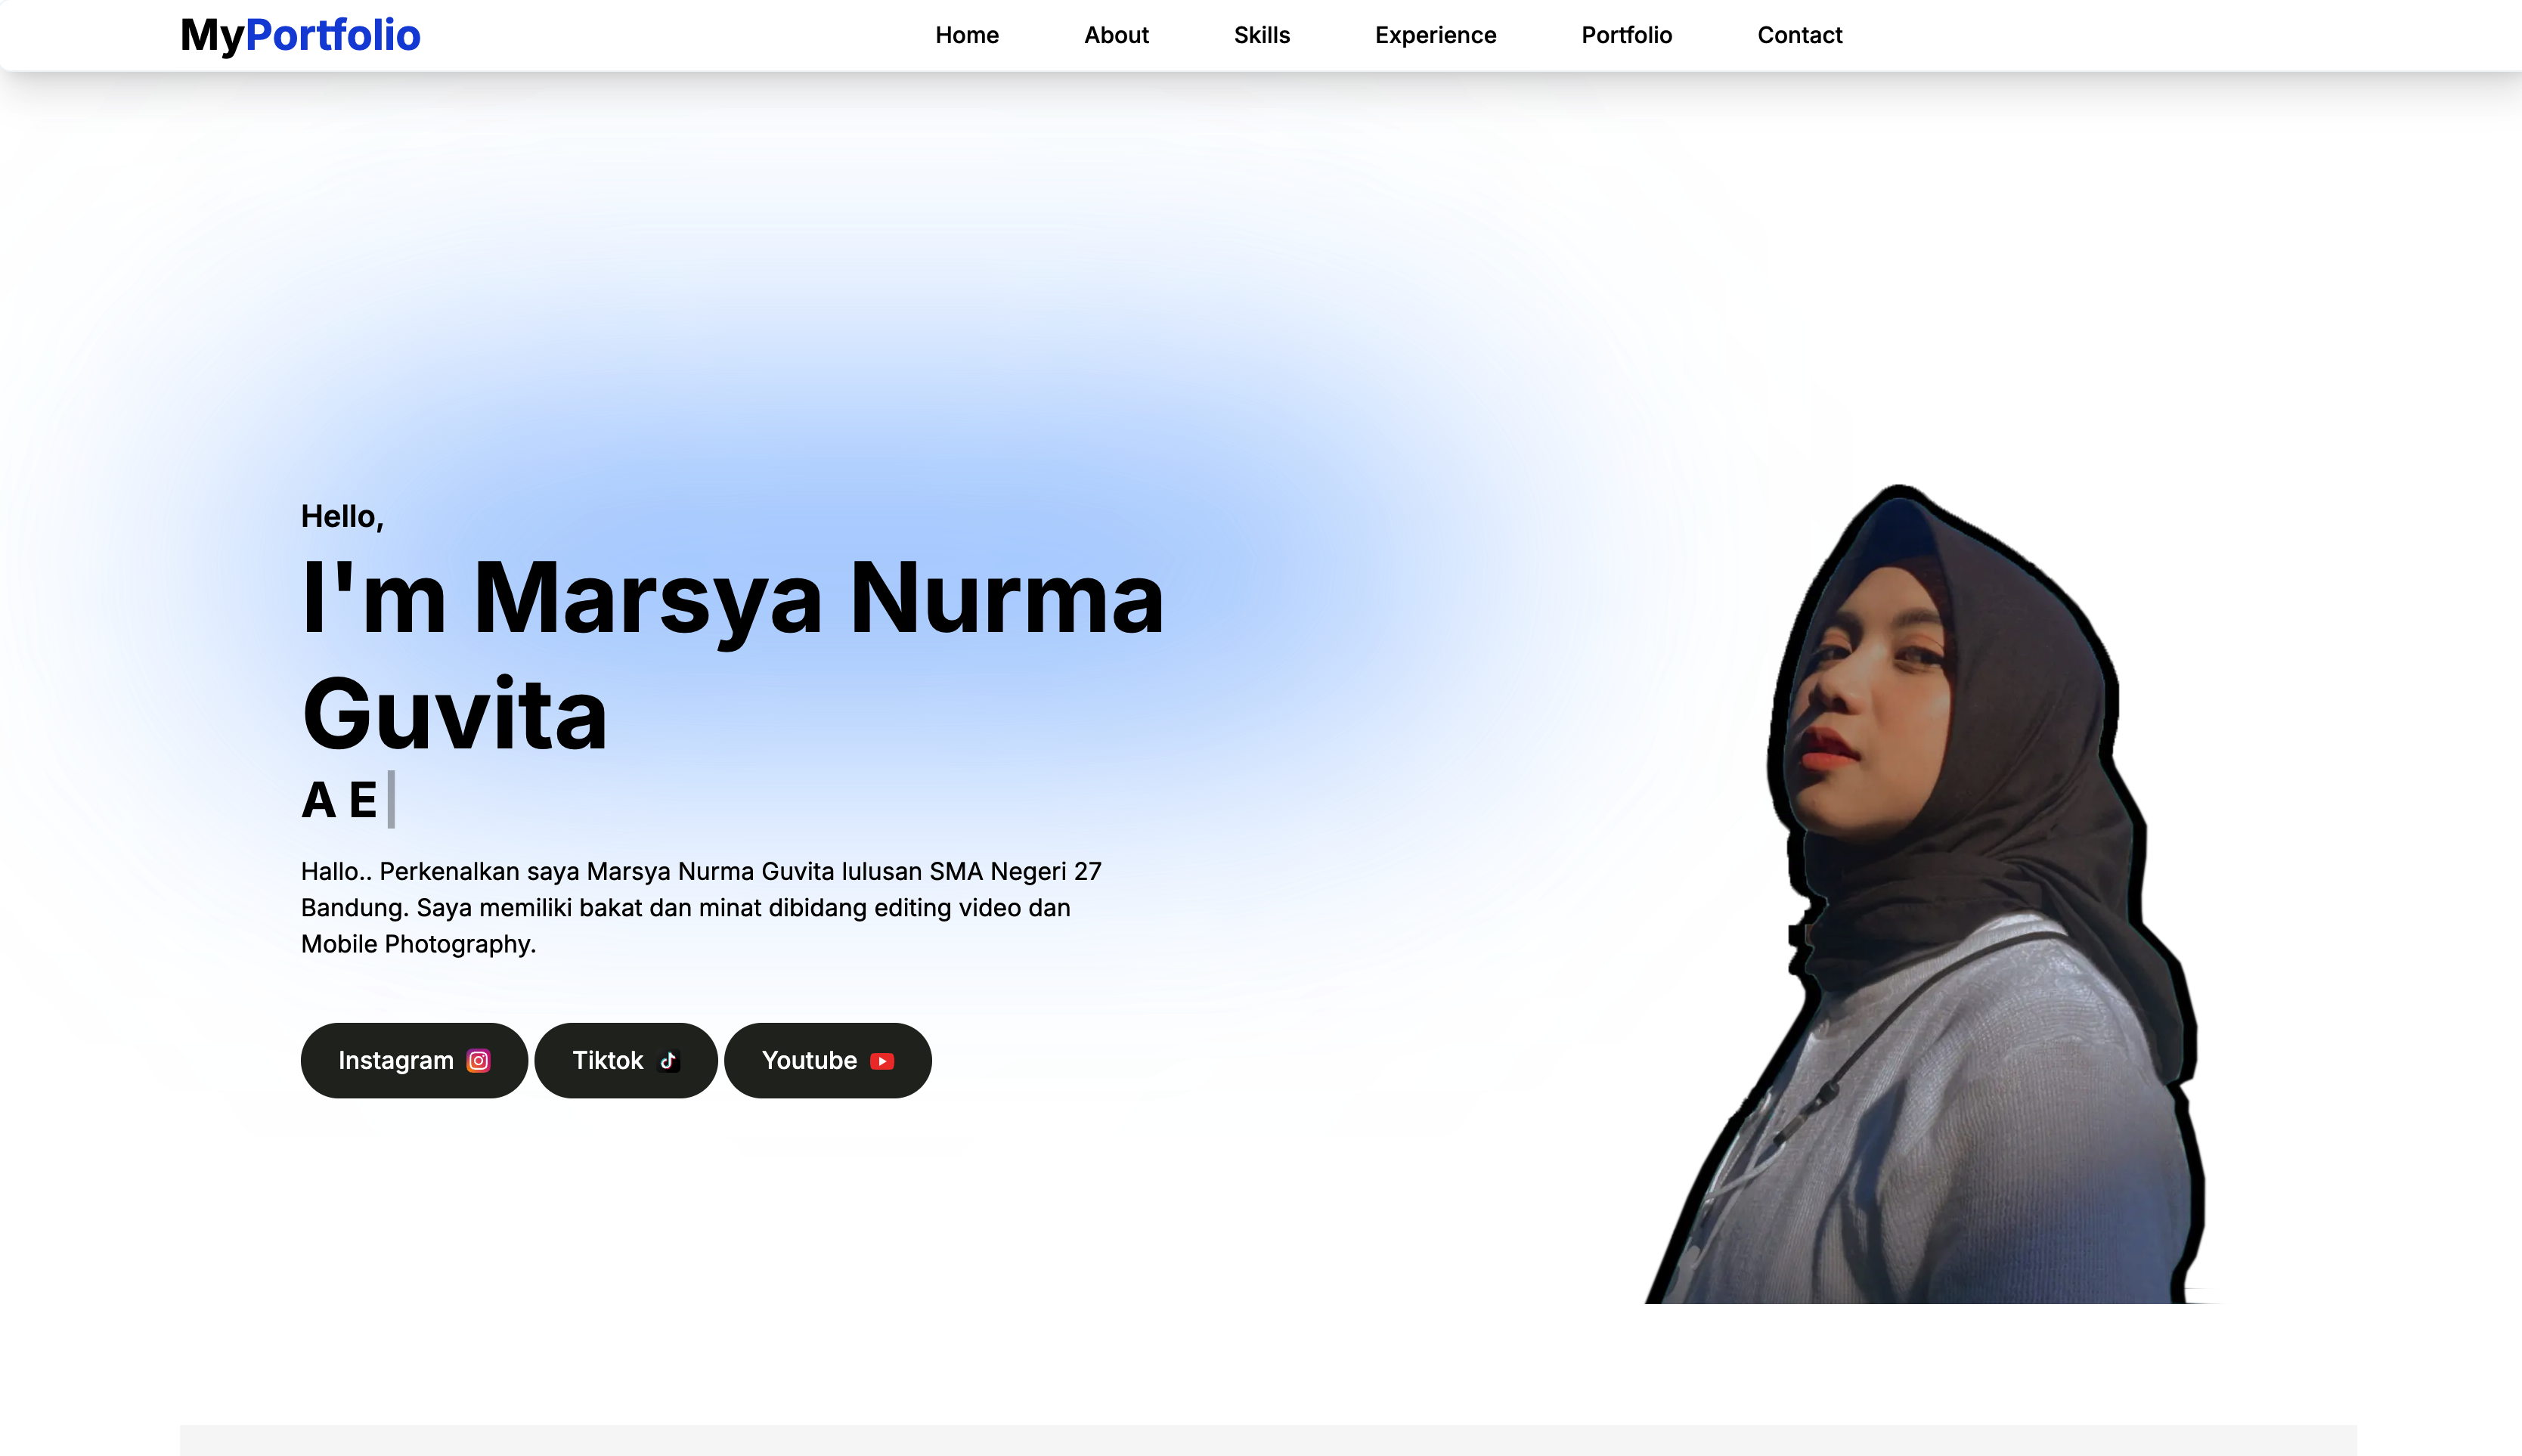 MyPortfolio
Home About Skills Experience Portfolio Contact
Hello,
I'm Marsya Nurma
Guvita
A E
Hallo.. Perkenalkan saya Marsya Nurma Guvita lulusan SMA Negeri 27
Bandung. Saya memiliki bakat dan minat dibidang editing video dan
Mobile Photography.
Instagram Tiktok Youtube